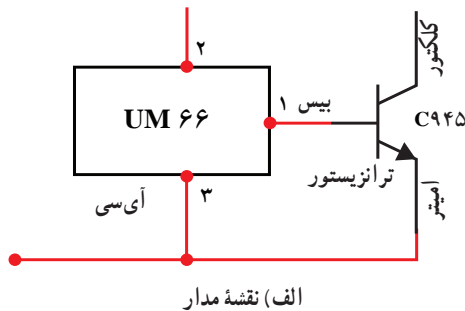 ۲
کلکتور
UM ۶۶
۱ بیس
C۹۴۵
ترانزیستور
آی‌سی
۳
امیتر
الف) نقشهٔ مدار